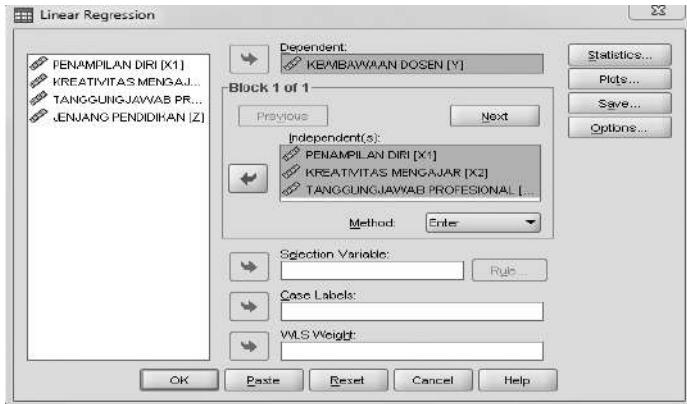 Linear Regression
PENAMPILAN DIRI [X1]
KREATIVITAS MENGAJ...
TANGGUNGJAWAB PR...
JENJANG PENDIDIKAN [Z]
Dependent:
KEWIBAWAAN DOSEN [Y]
Block 1 of 1
Previous
Next
Independent(s):
PENAMPILAN DIRI [X1]
KREATIVITAS MENGAJAR [X2]
TANGGUNGJAWAB PROFESIONAL [...
Method:
Enter
Selection Variable:
Rule...
Case Labels:
WLS Weight:
Statistics...
Plots...
Save...
Options...
OK
Paste
Reset
Cancel
Help